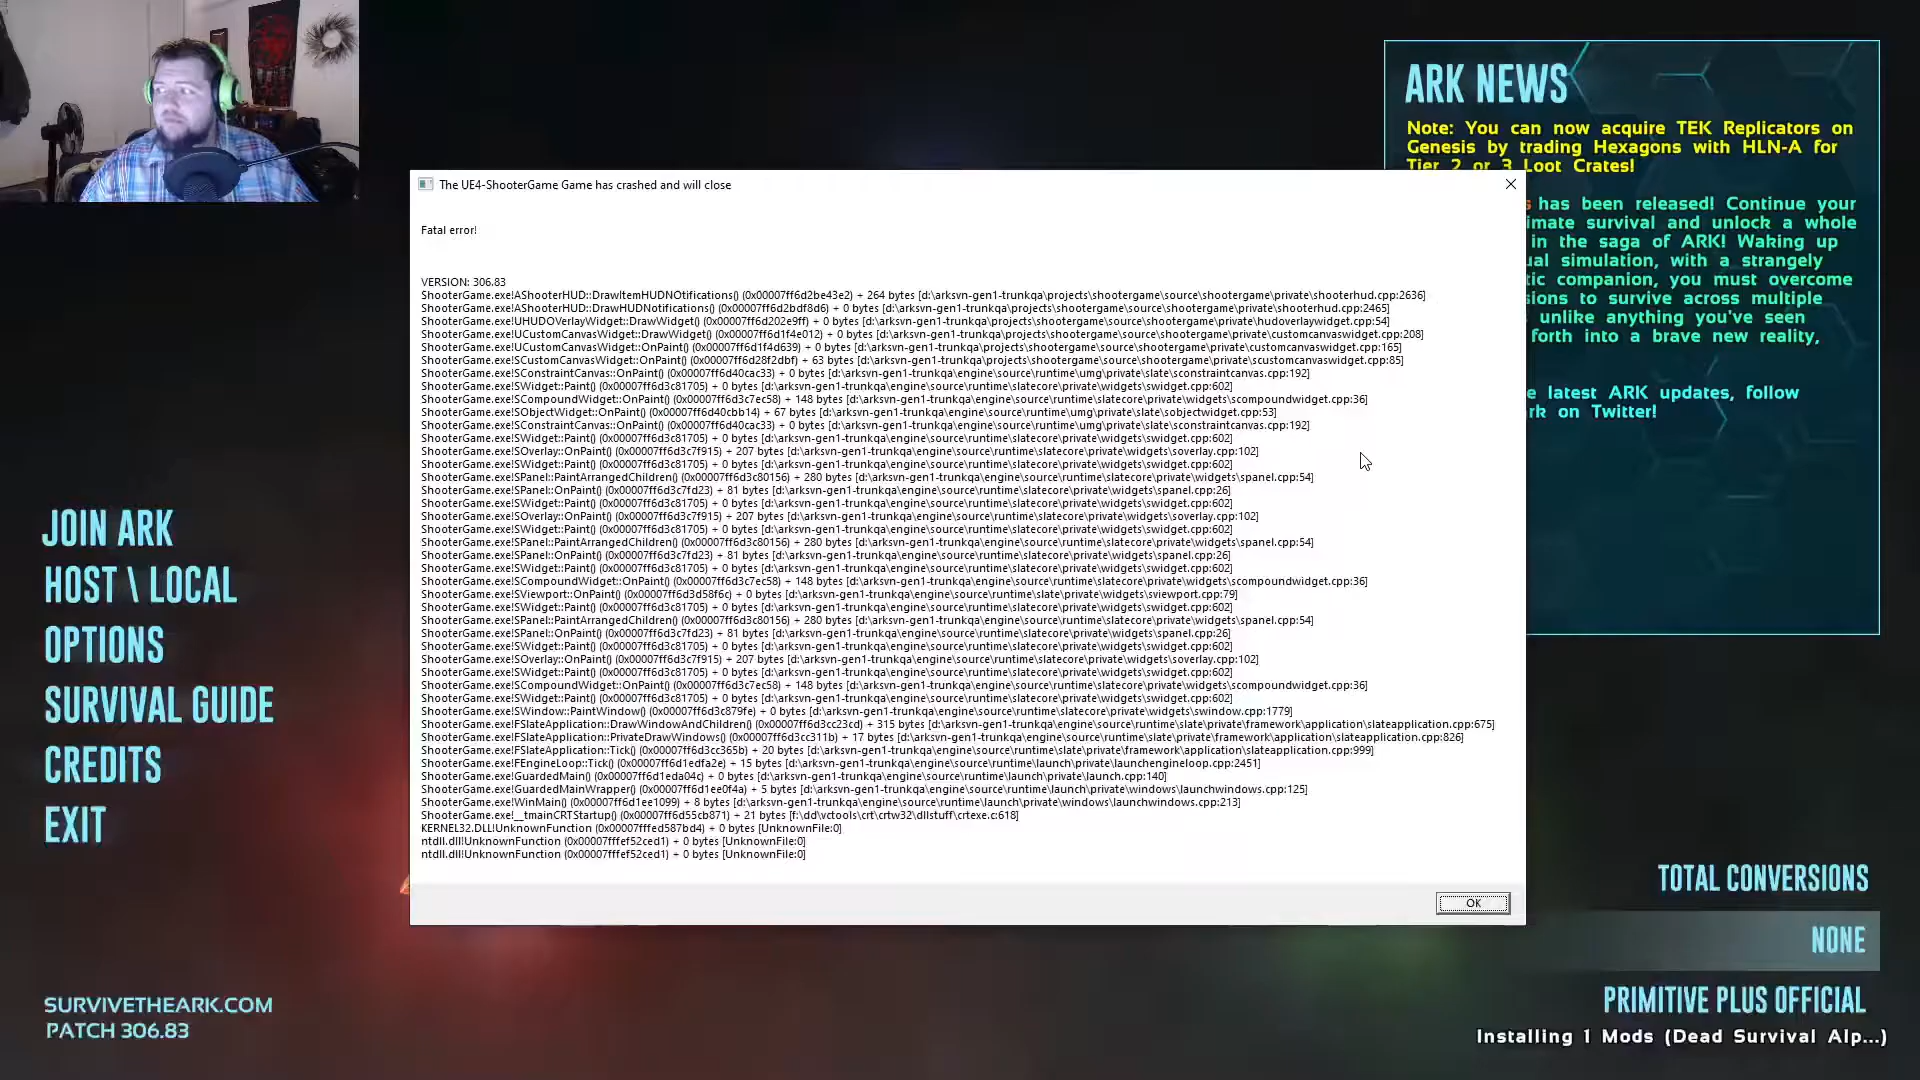 ARK NEWS
Note: You can now acquire TEK Replicators on
Genesis by trading Hexagons with HLN-A for
Tier 2 or 3 Loot Crates!
s has been released! Continue your
imate survival and unlock a whole
in the saga of ARK! Waking up
ual simulation, with a strangely
tic companion, you must overcome
sions to survive across multiple
unlike anything you've seen
forth into a brave new reality,
e latest ARK updates, follow
rk on Twitter!
The UE4-ShooterGame Game has crashed and will close
Fatal error!
VERSION: 306.83
ShooterGame.exe!AShooterHUD::DrawItemHUDNOtifications() (0x00007ff6d2be43e2) + 264 bytes [d:\arksvn-gen1-trunkqa\projects\shootergame\source\shootergame\private\shooterhud.cpp:2636]
ShooterGame.exe!AShooterHUD::DrawHUDNotifications() (0x00007ff6d2bdf8d6) + 0 bytes [d:\arksvn-gen1-trunkqa\projects\shootergame\source\shootergame\private\shooterhud.cpp:2465]
ShooterGame.exe!UHUDOVerlayWidget::DrawWidget() (0x00007ff6d202e9ff) + 0 bytes [d:\arksvn-gen1-trunkqa\projects\shootergame\source\shootergame\private\hudoverlaywidget.cpp:54]
ShooterGame.exe!UCustomCanvasWidget::DrawWidget() (0x00007ff6d1f4e012) + 0 bytes [d:\arksvn-gen1-trunkqa\projects\shootergame\source\shootergame\private\customcanvaswidget.cpp:208]
ShooterGame.exe!UCustomCanvasWidget::OnPaint() (0x00007ff6d1f4d639) + 0 bytes [d:\arksvn-gen1-trunkqa\projects\shootergame\source\shootergame\private\customcanvaswidget.cpp:165]
ShooterGame.exe!SCustomCanvasWidget::OnPaint() (0x00007ff6d28f2dbf) + 63 bytes [d:\arksvn-gen1-trunkqa\projects\shootergame\source\shootergame\private\scustomcanvaswidget.cpp:85]
ShooterGame.exe!SConstraintCanvas::OnPaint() (0x00007ff6d40cac33) + 0 bytes [d:\arksvn-gen1-trunkqa\engine\source\runtime\umg\private\slate\sconstraintcanvas.cpp:192]
ShooterGame.exe!SWidget::Paint() (0x00007ff6d3c81705) + 0 bytes [d:\arksvn-gen1-trunkqa\engine\source\runtime\slatecore\private\widgets\swidget.cpp:602]
ShooterGame.exe!SCompoundWidget::OnPaint() (0x00007ff6d3c7ec58) + 148 bytes [d:\arksvn-gen1-trunkqa\engine\source\runtime\slatecore\private\widgets\scompoundwidget.cpp:36]
ShooterGame.exe!SObjectWidget::OnPaint() (0x00007ff6d40cbb14) + 67 bytes [d:\arksvn-gen1-trunkqa\engine\source\runtime\umg\private\slate\sobjectwidget.cpp:53]
ShooterGame.exe!SConstraintCanvas::OnPaint() (0x00007ff6d40cac33) + 0 bytes [d:\arksvn-gen1-trunkqa\engine\source\runtime\umg\private\slate\sconstraintcanvas.cpp:192]
ShooterGame.exe!SWidget::Paint() (0x00007ff6d3c81705) + 0 bytes [d:\arksvn-gen1-trunkqa\engine\source\runtime\slatecore\private\widgets\swidget.cpp:602]
ShooterGame.exe!SOverlay::OnPaint() (0x00007ff6d3c7f915) + 207 bytes [d:\arksvn-gen1-trunkqa\engine\source\runtime\slatecore\private\widgets\soverlay.cpp:102]
ShooterGame.exe!SWidget::Paint() (0x00007ff6d3c81705) + 0 bytes [d:\arksvn-gen1-trunkqa\engine\source\runtime\slatecore\private\widgets\swidget.cpp:602]
ShooterGame.exe!SPanel::PaintArrangedChildren() (0x00007ff6d3c80156) + 280 bytes [d:\arksvn-gen1-trunkqa\engine\source\runtime\slatecore\private\widgets\spanel.cpp:54]
ShooterGame.exe!SPanel::OnPaint() (0x00007ff6d3c7fd23) + 81 bytes [d:\arksvn-gen1-trunkqa\engine\source\runtime\slatecore\private\widgets\spanel.cpp:26]
ShooterGame.exe!SWidget::Paint() (0x00007ff6d3c81705) + 0 bytes [d:\arksvn-gen1-trunkqa\engine\source\runtime\slatecore\private\widgets\swidget.cpp:602]
ShooterGame.exe!SOverlay::OnPaint() (0x00007ff6d3c7f915) + 207 bytes [d:\arksvn-gen1-trunkqa\engine\source\runtime\slatecore\private\widgets\soverlay.cpp:102]
ShooterGame.exe!SWidget::Paint() (0x00007ff6d3c81705) + 0 bytes [d:\arksvn-gen1-trunkqa\engine\source\runtime\slatecore\private\widgets\swidget.cpp:602]
ShooterGame.exe!SPanel::PaintArrangedChildren() (0x00007ff6d3c80156) + 280 bytes [d:\arksvn-gen1-trunkqa\engine\source\runtime\slatecore\private\widgets\spanel.cpp:54]
ShooterGame.exe!SPanel::OnPaint() (0x00007ff6d3c7fd23) + 81 bytes [d:\arksvn-gen1-trunkqa\engine\source\runtime\slatecore\private\widgets\spanel.cpp:26]
ShooterGame.exe!SWidget::Paint() (0x00007ff6d3c81705) + 0 bytes [d:\arksvn-gen1-trunkqa\engine\source\runtime\slatecore\private\widgets\swidget.cpp:602]
ShooterGame.exe!SCompoundWidget::OnPaint() (0x00007ff6d3c7ec58) + 148 bytes [d:\arksvn-gen1-trunkqa\engine\source\runtime\slatecore\private\widgets\scompoundwidget.cpp:36]
ShooterGame.exe!SViewport::OnPaint() (0x00007ff6d3d58f6c) + 0 bytes [d:\arksvn-gen1-trunkqa\engine\source\runtime\slate\private\widgets\sviewport.cpp:79]
ShooterGame.exe!SWidget::Paint() (0x00007ff6d3c81705) + 0 bytes [d:\arksvn-gen1-trunkqa\engine\source\runtime\slatecore\private\widgets\swidget.cpp:602]
ShooterGame.exe!SPanel::PaintArrangedChildren() (0x00007ff6d3c80156) + 280 bytes [d:\arksvn-gen1-trunkqa\engine\source\runtime\slatecore\private\widgets\spanel.cpp:54]
ShooterGame.exe!SPanel::OnPaint() (0x00007ff6d3c7fd23) + 81 bytes [d:\arksvn-gen1-trunkqa\engine\source\runtime\slatecore\private\widgets\spanel.cpp:26]
ShooterGame.exe!SWidget::Paint() (0x00007ff6d3c81705) + 0 bytes [d:\arksvn-gen1-trunkqa\engine\source\runtime\slatecore\private\widgets\swidget.cpp:602]
ShooterGame.exe!SOverlay::OnPaint() (0x00007ff6d3c7f915) + 207 bytes [d:\arksvn-gen1-trunkqa\engine\source\runtime\slatecore\private\widgets\soverlay.cpp:102]
ShooterGame.exe!SWidget::Paint() (0x00007ff6d3c81705) + 0 bytes [d:\arksvn-gen1-trunkqa\engine\source\runtime\slatecore\private\widgets\swidget.cpp:602]
ShooterGame.exe!SCompoundWidget::OnPaint() (0x00007ff6d3c7ec58) + 148 bytes [d:\arksvn-gen1-trunkqa\engine\source\runtime\slatecore\private\widgets\scompoundwidget.cpp:36]
ShooterGame.exe!SWidget::Paint() (0x00007ff6d3c81705) + 0 bytes [d:\arksvn-gen1-trunkqa\engine\source\runtime\slatecore\private\widgets\swidget.cpp:602]
ShooterGame.exe!SWindow::PaintWindow() (0x00007ff6d3c879fe) + 0 bytes [d:\arksvn-gen1-trunkqa\engine\source\runtime\slatecore\private\widgets\swindow.cpp:1779]
ShooterGame.exe!FSlateApplication::DrawWindowAndChildren() (0x00007ff6d3cc23cd) + 315 bytes [d:\arksvn-gen1-trunkqa\engine\source\runtime\slate\private\framework\application\slateapplication.cpp:675]
ShooterGame.exe!FSlateApplication::PrivateDrawWindows() (0x00007ff6d3cc311b) + 17 bytes [d:\arksvn-gen1-trunkqa\engine\source\runtime\slate\private\framework\application\slateapplication.cpp:826]
ShooterGame.exe!FSlateApplication::Tick() (0x00007ff6d3cc365b) + 20 bytes [d:\arksvn-gen1-trunkqa\engine\source\runtime\slate\private\framework\application\slateapplication.cpp:999]
ShooterGame.exe!FEngineLoop::Tick() (0x00007ff6d1edfa2e) + 15 bytes [d:\arksvn-gen1-trunkqa\engine\source\runtime\launch\private\launchengineloop.cpp:2451]
ShooterGame.exe!GuardedMain() (0x00007ff6d1eda04c) + 0 bytes [d:\arksvn-gen1-trunkqa\engine\source\runtime\launch\private\launch.cpp:140]
ShooterGame.exe!GuardedMainWrapper() (0x00007ff6d1ee0f4a) + 5 bytes [d:\arksvn-gen1-trunkqa\engine\source\runtime\launch\private\windows\launchwindows.cpp:125]
ShooterGame.exe!WinMain() (0x00007ff6d1ee1099) + 8 bytes [d:\arksvn-gen1-trunkqa\engine\source\runtime\launch\private\windows\launchwindows.cpp:213]
ShooterGame.exe!__tmainCRTStartup() (0x00007ff6d55cb871) + 21 bytes [f:\dd\vctools\crt\crtw32\dllstuff\crtexe.c:618]
KERNEL32.DLL!UnknownFunction (0x00007fffed587bd4) + 0 bytes [UnknownFile:0]
ntdll.dll!UnknownFunction (0x00007fffef52ced1) + 0 bytes [UnknownFile:0]
ntdll.dll!UnknownFunction (0x00007fffef52ced1) + 0 bytes [UnknownFile:0]
OK
JOIN ARK
HOST \ LOCAL
OPTIONS
SURVIVAL GUIDE
CREDITS
EXIT
SURVIVETHEARK.COM
PATCH 306.83
TOTAL CONVERSIONS
NONE
PRIMITIVE PLUS OFFICIAL
Installing 1 Mods (Dead Survival Alp...)